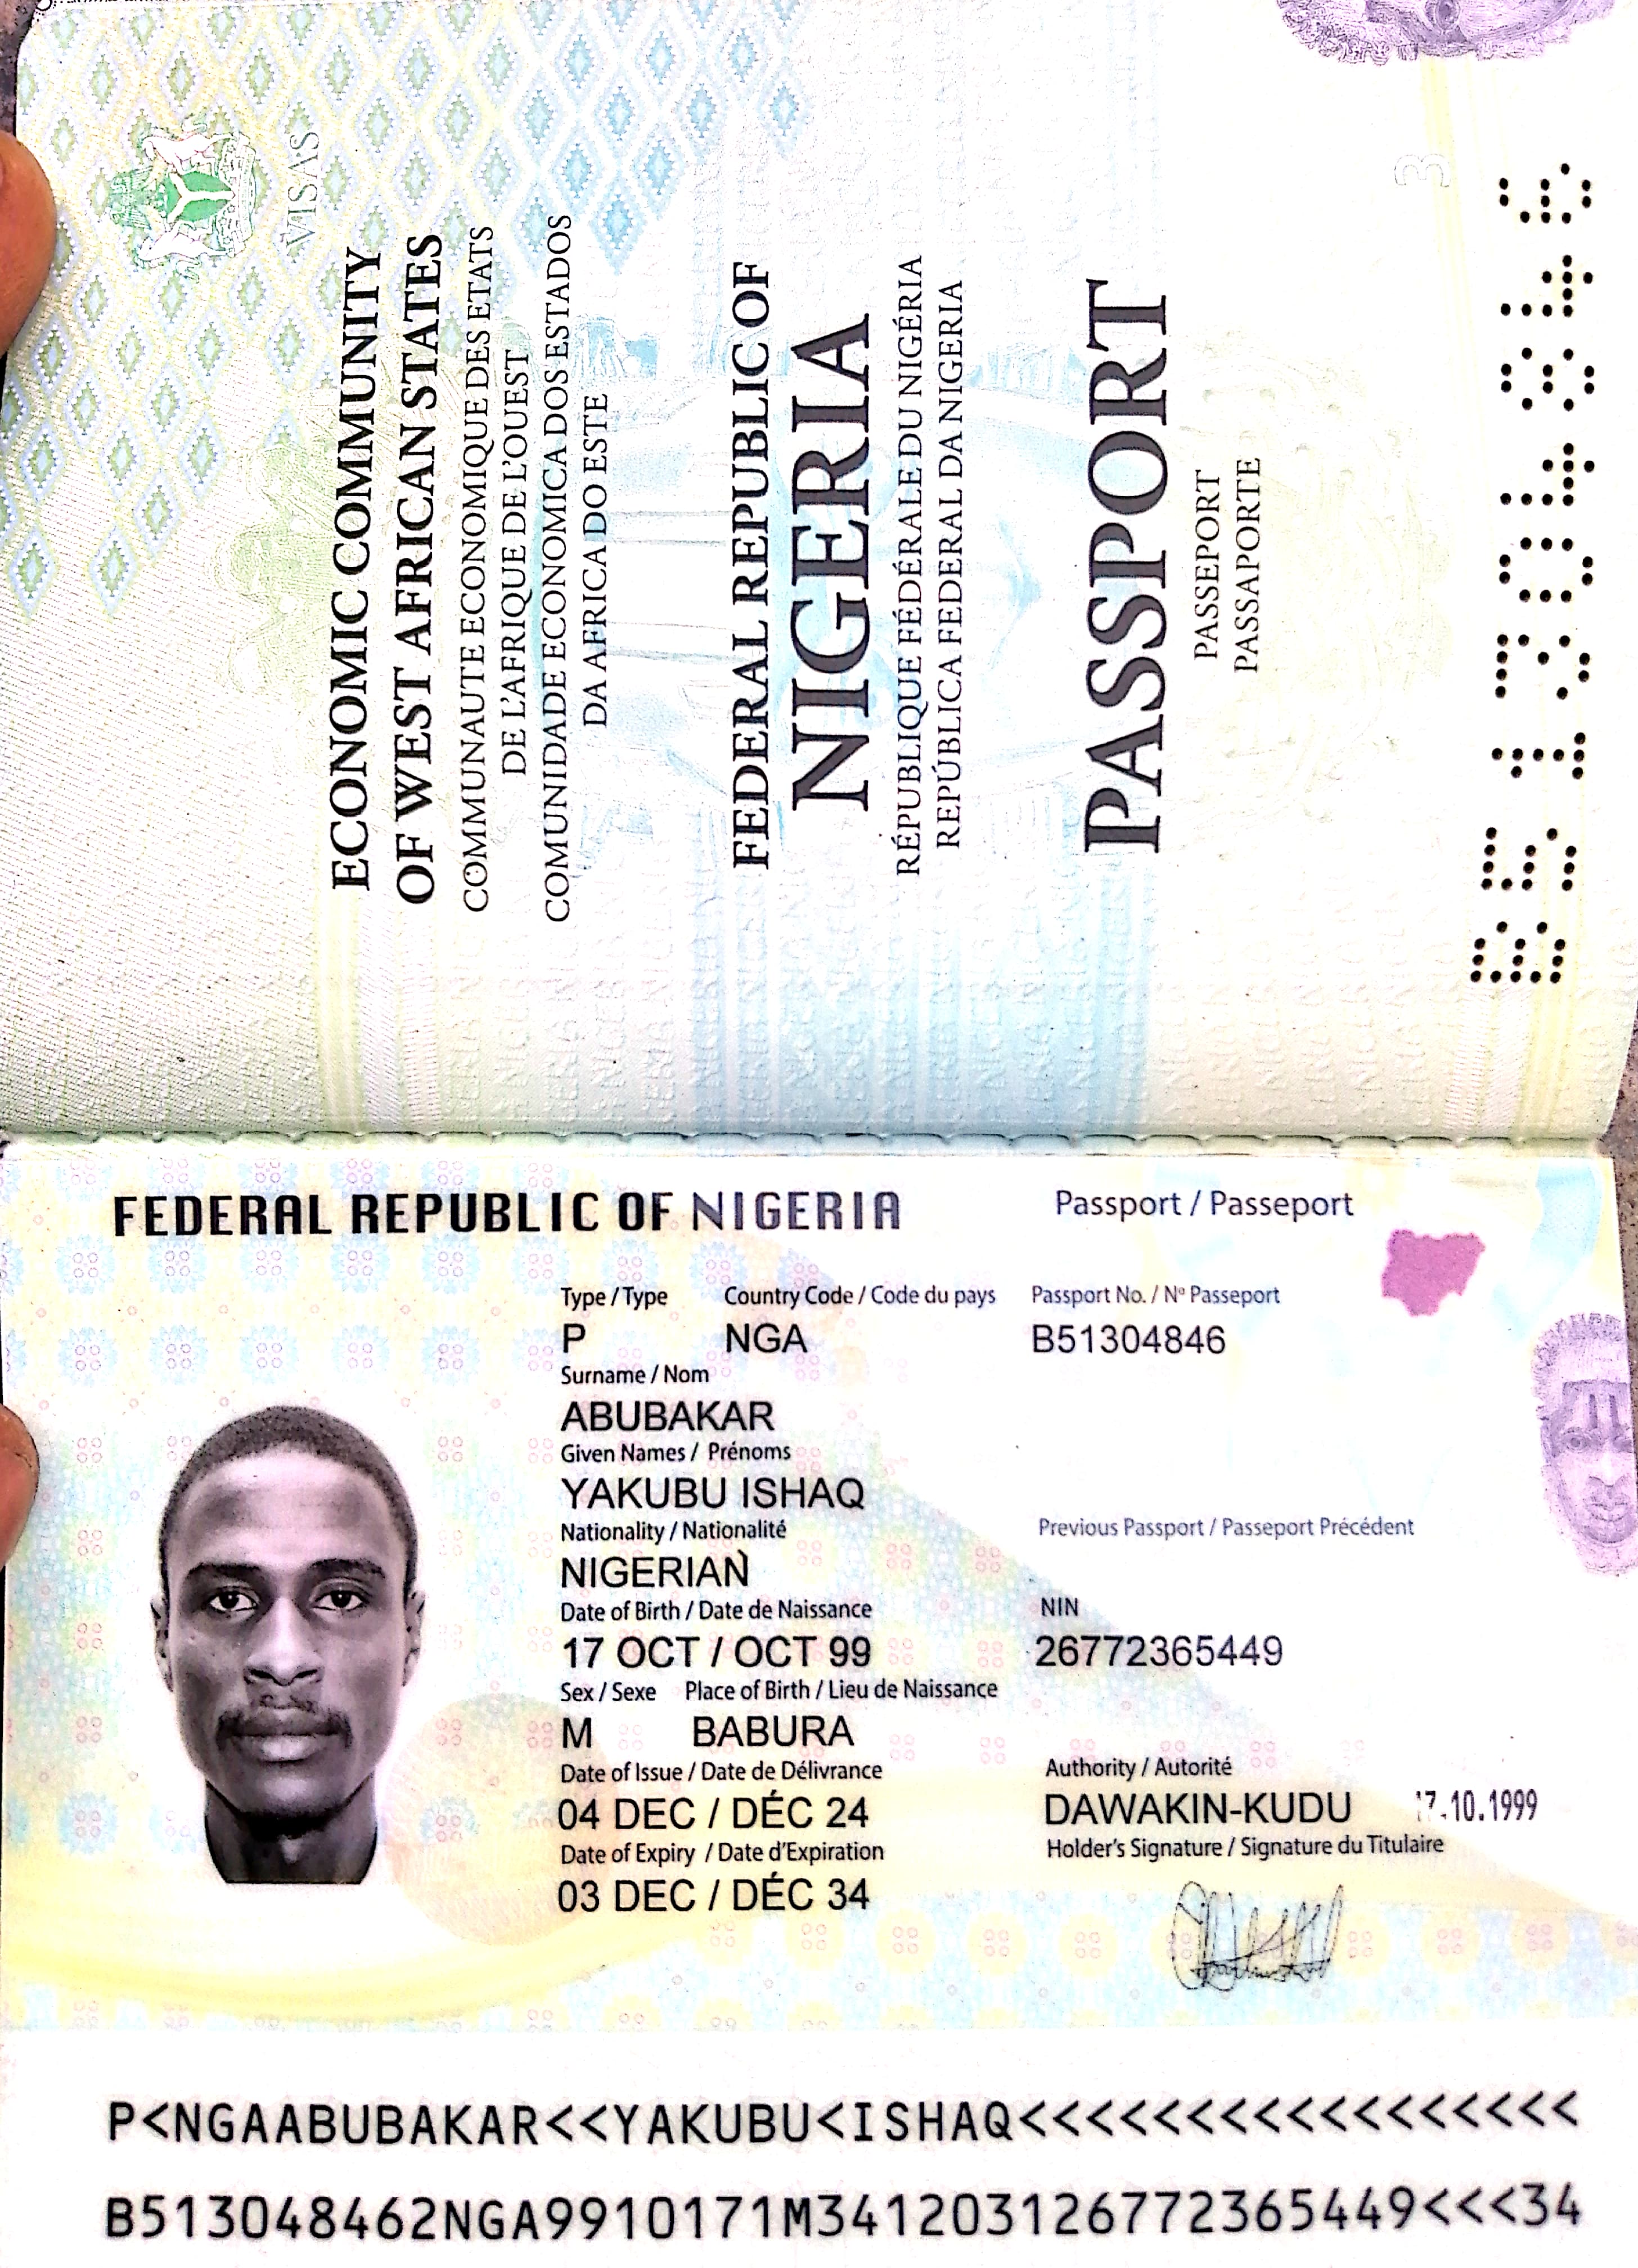 VISAS
ECONOMIC COMMUNITY
OF WEST AFRICAN STATES
COMMUNAUTE ECONOMIQUE DES ETATS
DE L'AFRIQUE DE L'OUEST
COMUNIDADE ECONOMICA DOS ESTADOS
DA AFRICA DO ESTE
FEDERAL REPUBLIC OF
NIGERIA
RÉPUBLIQUE FÉDÉRALE DU NIGÉRIA
REPÚBLICA FEDERAL DA NIGERIA
PASSPORT
PASSEPORT
PASSAPORTE
3
B51304846
FEDERAL REPUBLIC OF NIGERIA
Passport / Passeport
Type / Type Country Code / Code du pays Passport No. / Nº Passeport
P NGA B51304846
Surname / Nom
ABUBAKAR
Given Names / Prénoms
YAKUBU ISHAQ
Nationality / Nationalité Previous Passport / Passeport Précédent
NIGERIAN
Date of Birth / Date de Naissance NIN
17 OCT / OCT 99 26772365449
Sex / Sexe Place of Birth / Lieu de Naissance
M BABURA
Date of Issue / Date de Délivrance Authority / Autorité
04 DEC / DÉC 24 DAWAKIN-KUDU 17.10.1999
Date of Expiry / Date d'Expiration Holder's Signature / Signature du Titulaire
03 DEC / DÉC 34
P<NGAABUBAKAR<<YAKUBU<ISHAQ<<<<<<<<<<<<<<<<<
B513048462NGA9910171M341203126772365449<<<34